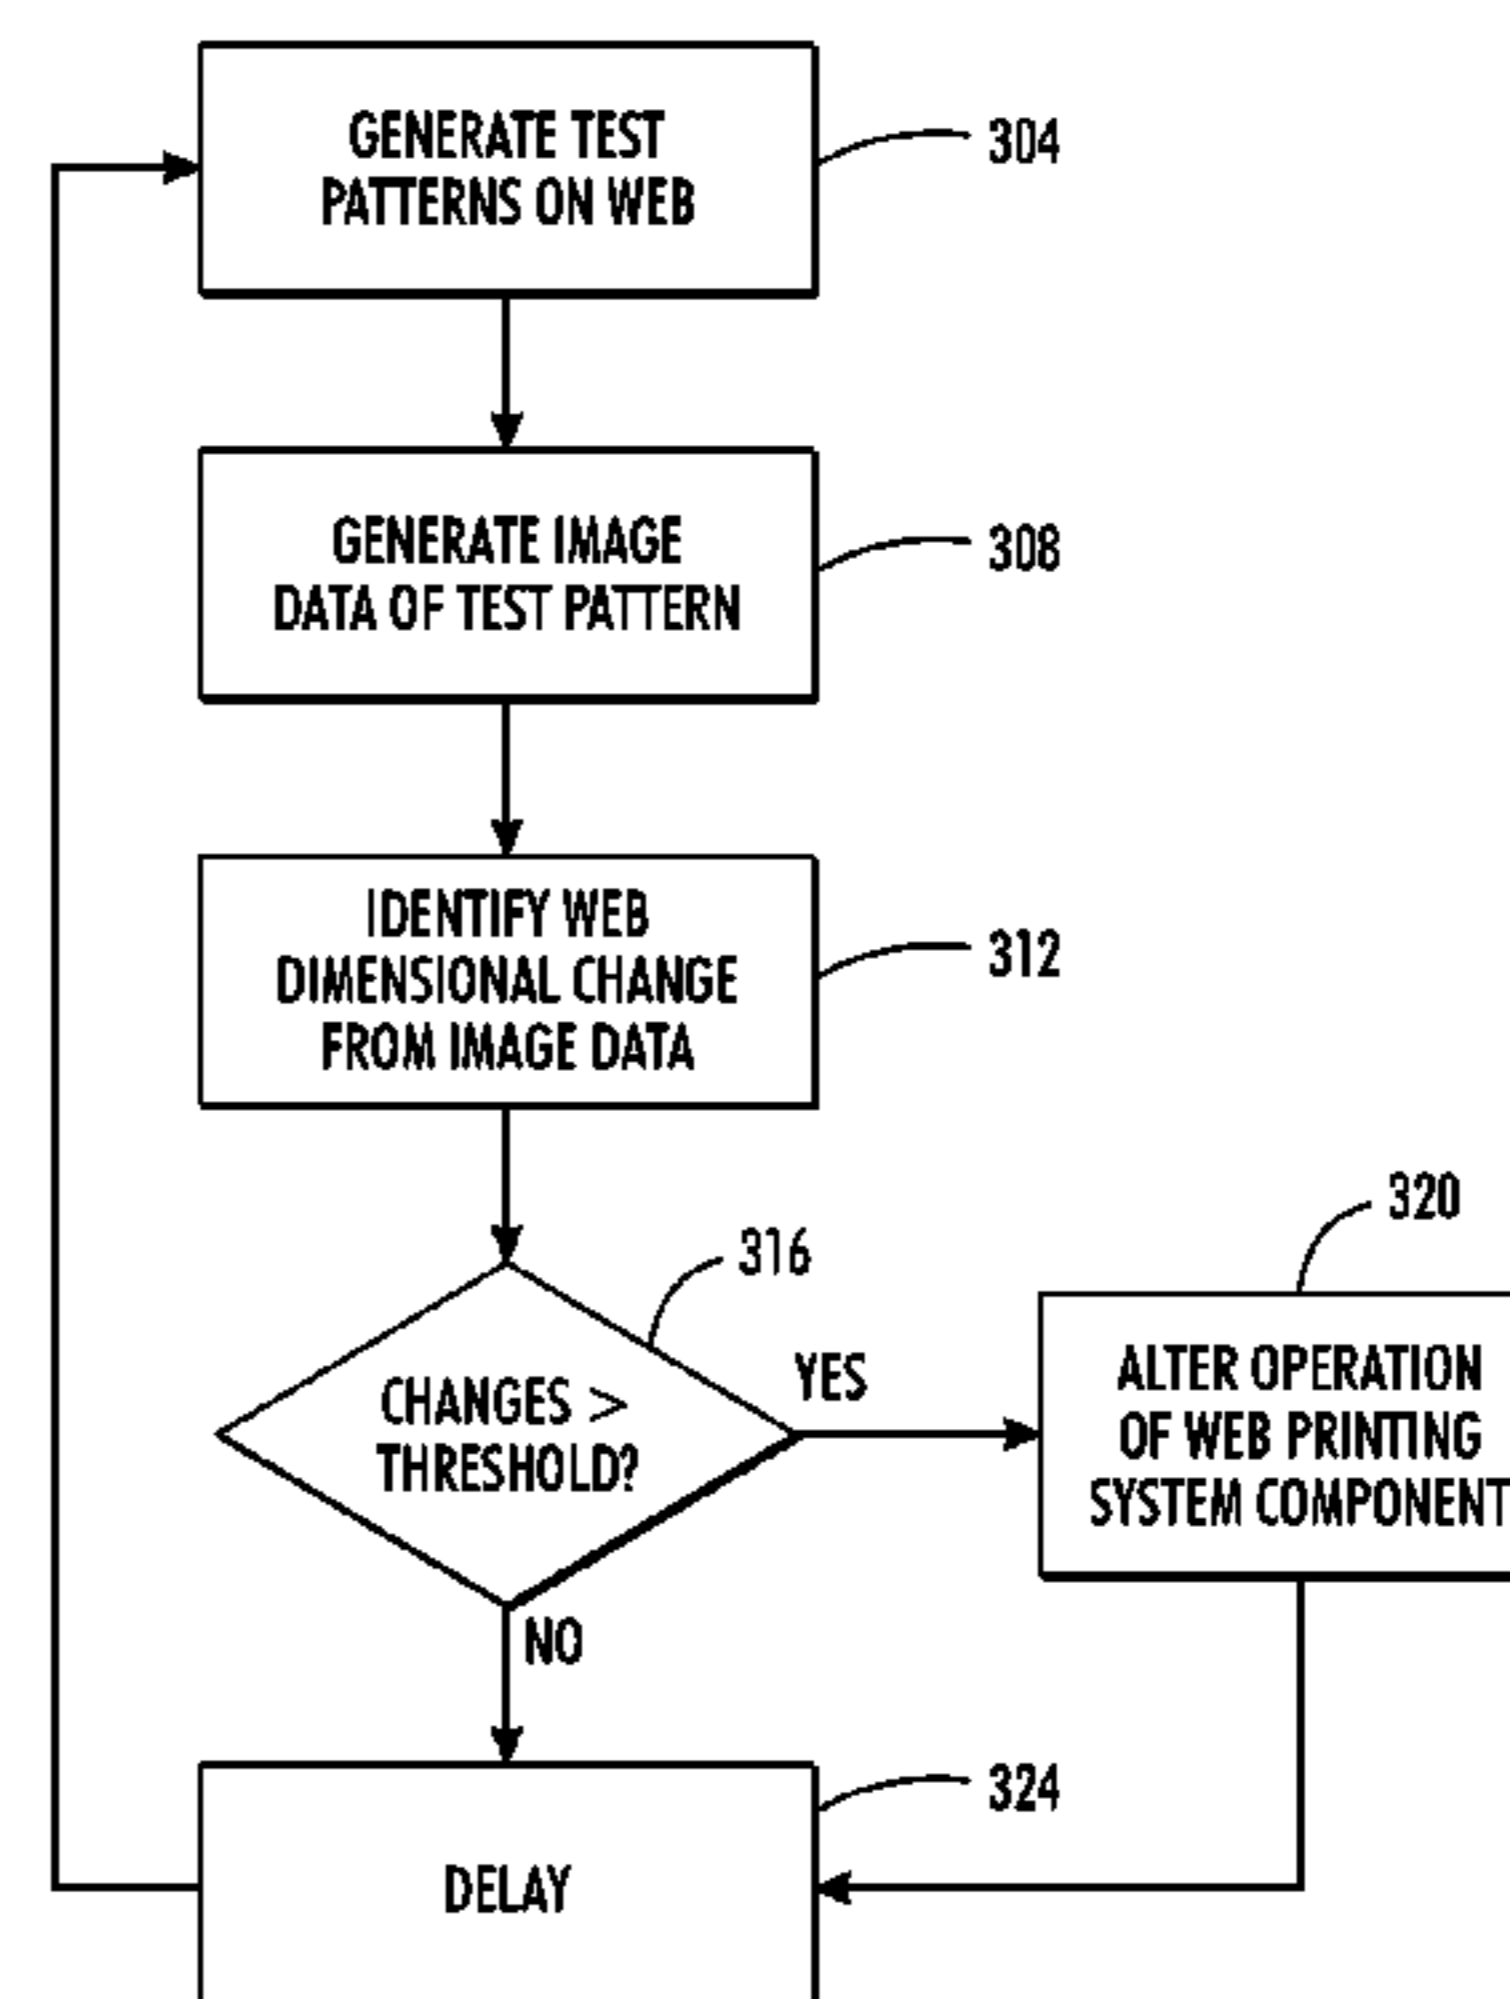 GENERATE TEST
PATTERNS ON WEB
304
GENERATE IMAGE
DATA OF TEST PATTERN
308
IDENTIFY WEB
DIMENSIONAL CHANGE
FROM IMAGE DATA
312
316
CHANGES >
THRESHOLD?
YES
NO
320
ALTER OPERATION
OF WEB PRINTING
SYSTEM COMPONENT
324
DELAY